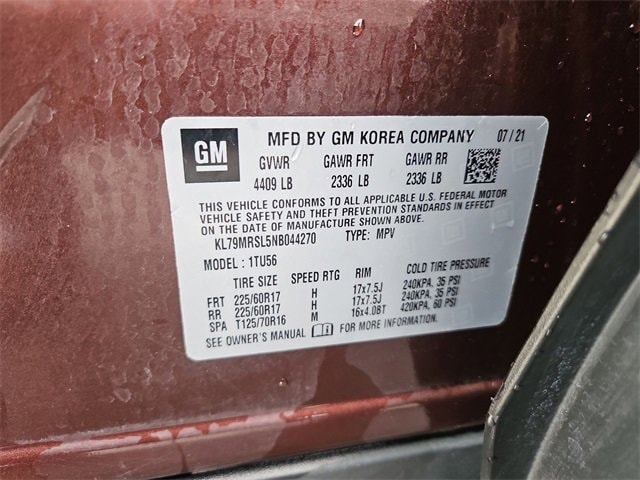 GM MFD BY GM KOREA COMPANY 07/21
GVWR GAWR FRT GAWR RR
4409 LB 2336 LB 2336 LB
THIS VEHICLE CONFORMS TO ALL APPLICABLE U.S. FEDERAL MOTOR
VEHICLE SAFETY AND THEFT PREVENTION STANDARDS IN EFFECT
ON THE DATE OF MANUFACTURE SHOWN ABOVE.
KL79MRSL5NB044270 TYPE: MPV
MODEL : 1TU56
TIRE SIZE SPEED RTG RIM COLD TIRE PRESSURE
FRT 225/60R17 H 17x7.5J 240KPA, 35 PSI
RR 225/60R17 H 17x7.5J 240KPA, 35 PSI
SPA T125/70R16 M 16x4.0BT 420KPA, 60 PSI
SEE OWNER'S MANUAL FOR MORE INFORMATION.